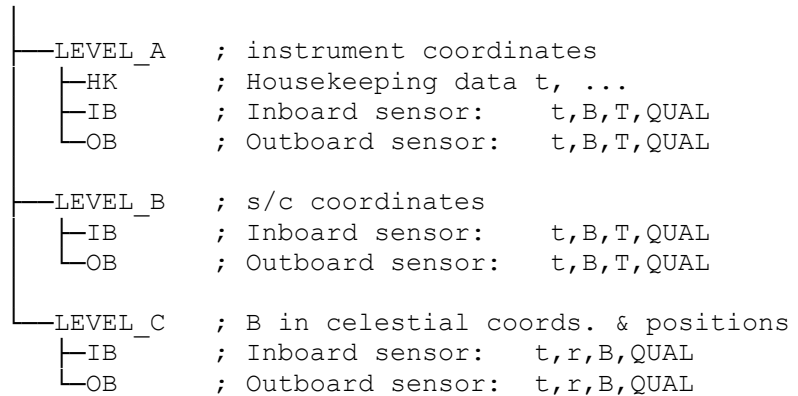 LEVEL_A ; instrument coordinates
HK ; Housekeeping data t, ...
IB ; Inboard sensor: t,B,T,QUAL
OB ; Outboard sensor: t,B,T,QUAL
LEVEL_B ; s/c coordinates
IB ; Inboard sensor: t,B,T,QUAL
OB ; Outboard sensor: t,B,T,QUAL
LEVEL_C ; B in celestial coords. & positions
IB ; Inboard sensor: t,r,B,QUAL
OB ; Outboard sensor: t,r,B,QUAL